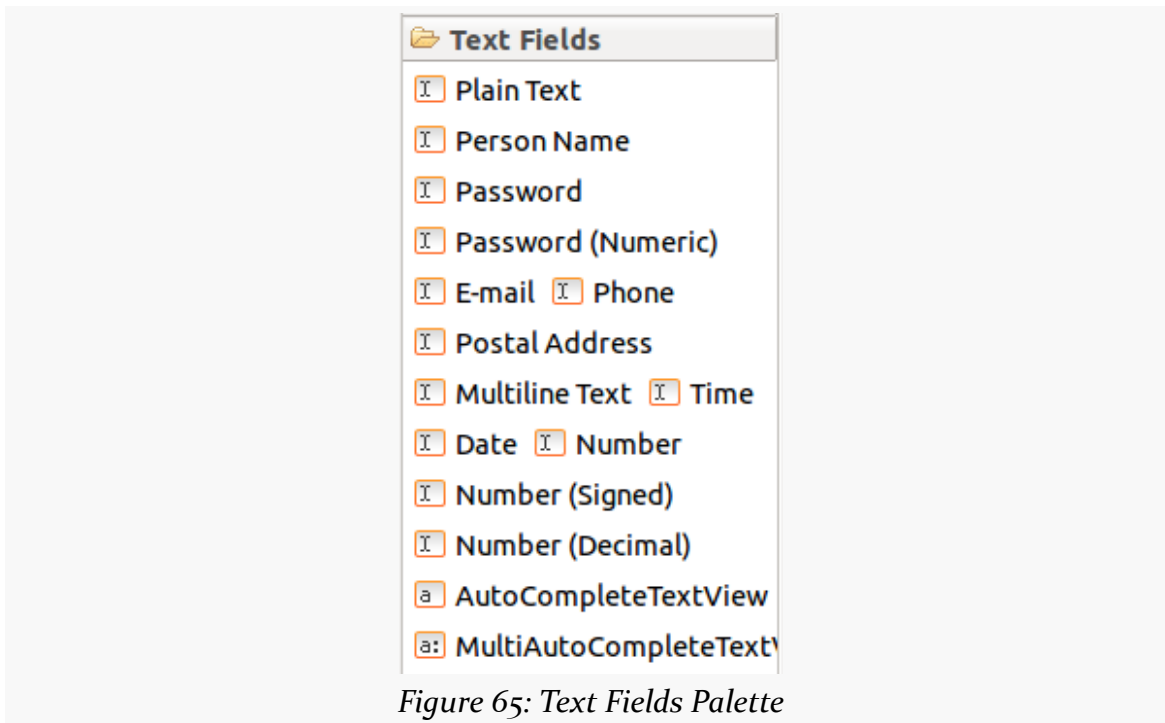 Text Fields
Plain Text
Person Name
Password
Password (Numeric)
E-mail Phone
Postal Address
Multiline Text Time
Date Number
Number (Signed)
Number (Decimal)
AutoCompleteTextView
MultiAutoCompleteTextV
Figure 65: Text Fields Palette